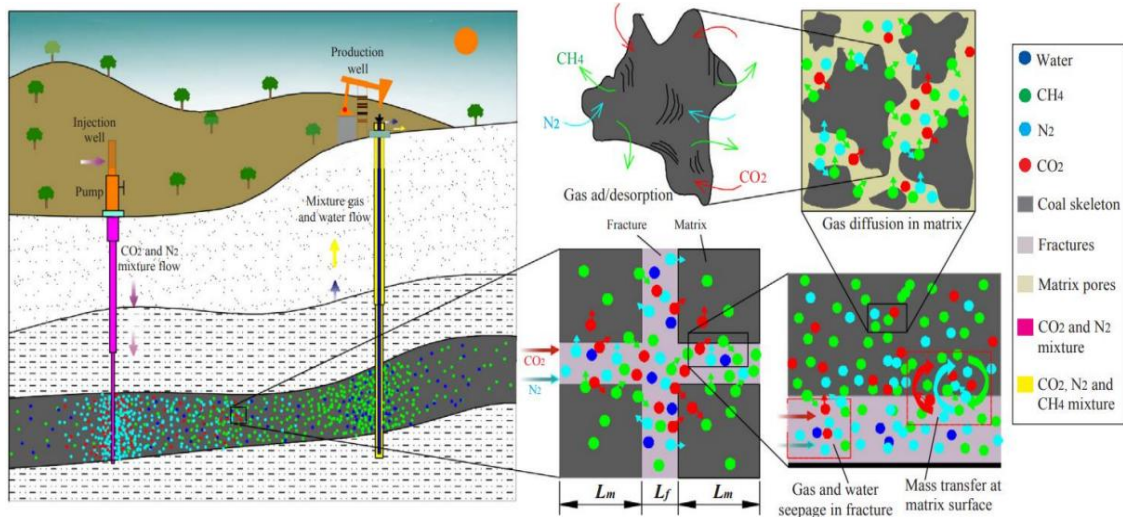 Production
well
Injection
well
Pump
Mixture gas
and water flow
CO2 and N2
mixture flow
CH4
N2
CO2
Gas ad/desorption
Gas diffusion in matrix
Fracture
Matrix
CO2
N2
Lm
Lf
Lm
Gas and water
seepage in fracture
Mass transfer at
matrix surface
Water
CH4
N2
CO2
Coal skeleton
Fractures
Matrix pores
CO2 and N2
mixture
CO2, N2 and
CH4 mixture